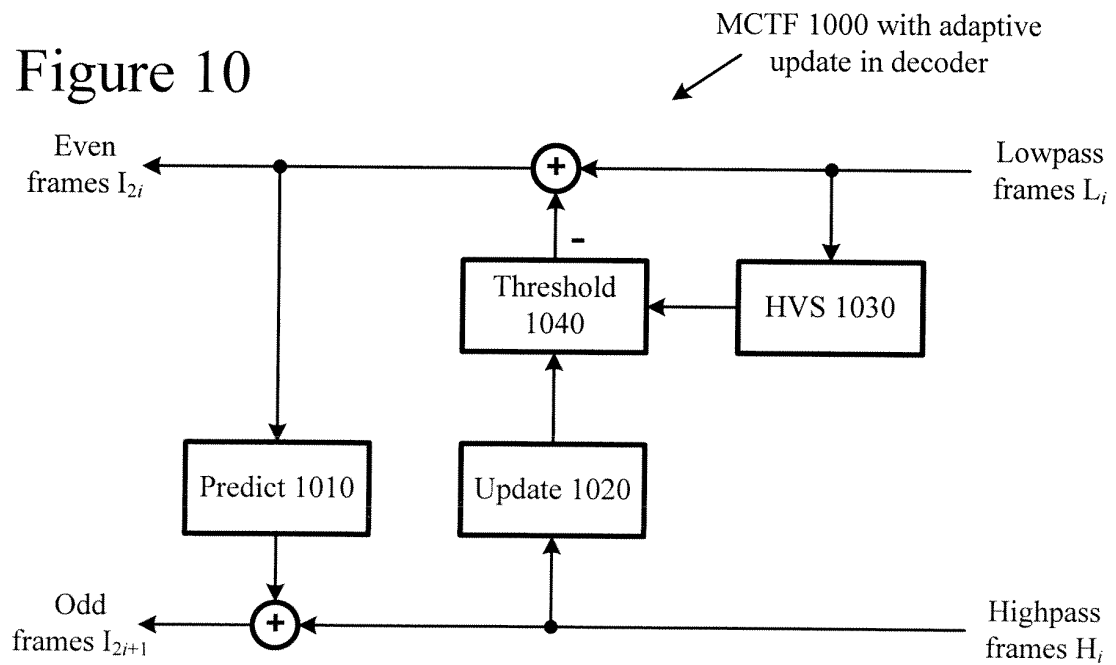 MCTF 1000 with adaptive
update in decoder
Figure 10
Even
frames I2i
+
Lowpass
frames Li
-
Threshold
1040
HVS 1030
Predict 1010
Update 1020
Odd
frames I2i+1
+
Highpass
frames Hi